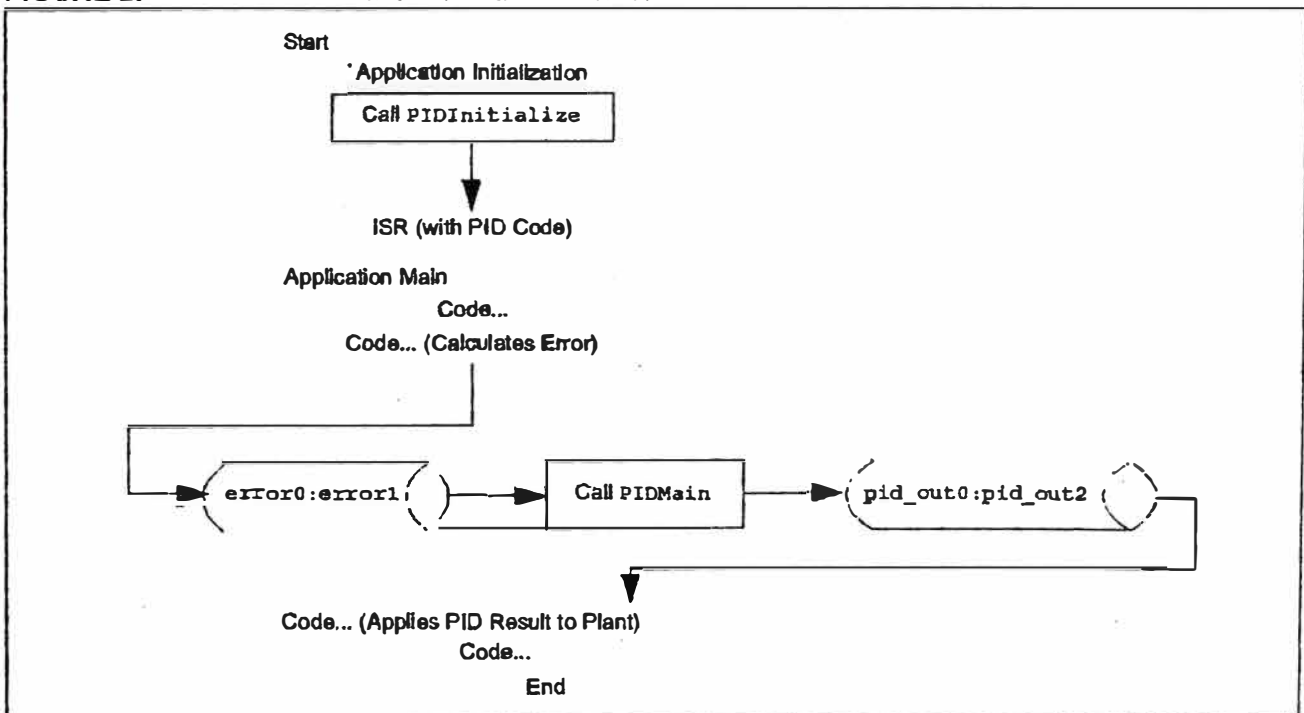 Start
Application Initialization
Call PIDInitialize
ISR (with PID Code)
Application Main
Code...
Code... (Calculates Error)
error0:error1
Call PIDMain
pid_out0:pid_out2
Code... (Applies PID Result to Plant)
Code...
End